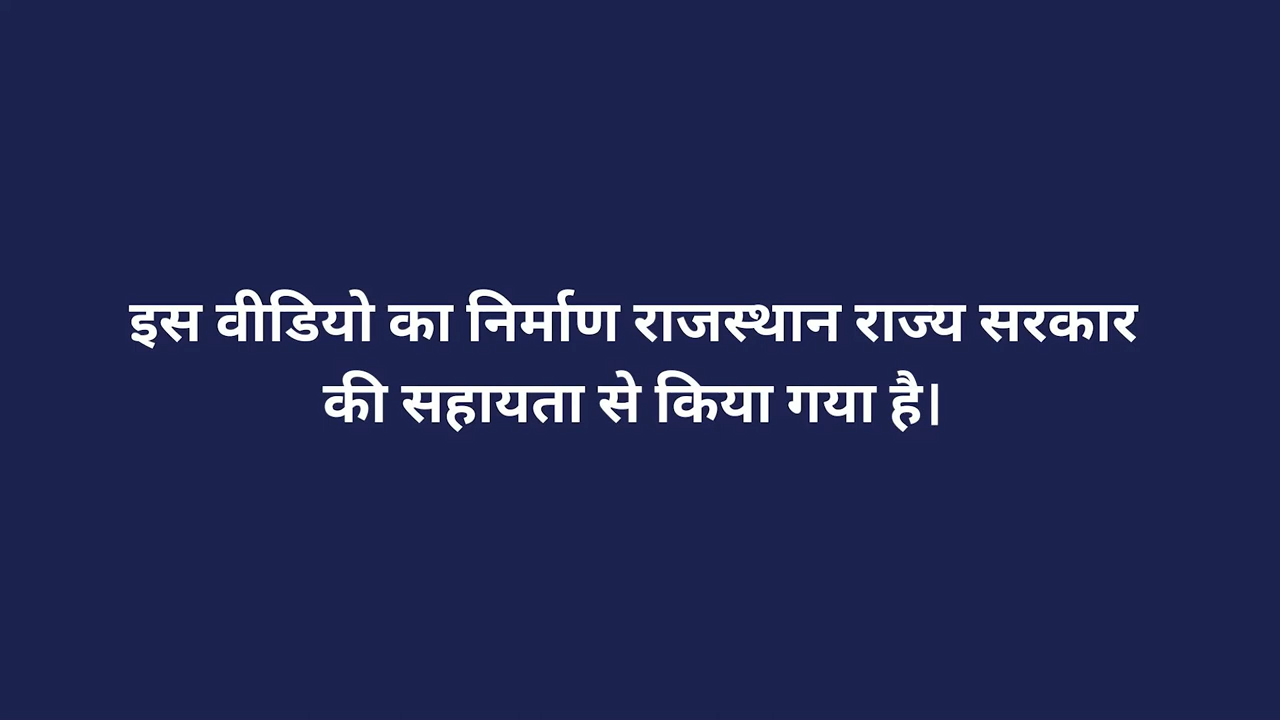 इस वीडियो का निर्माण राजस्थान राज्य सरकार
की सहायता से किया गया है।